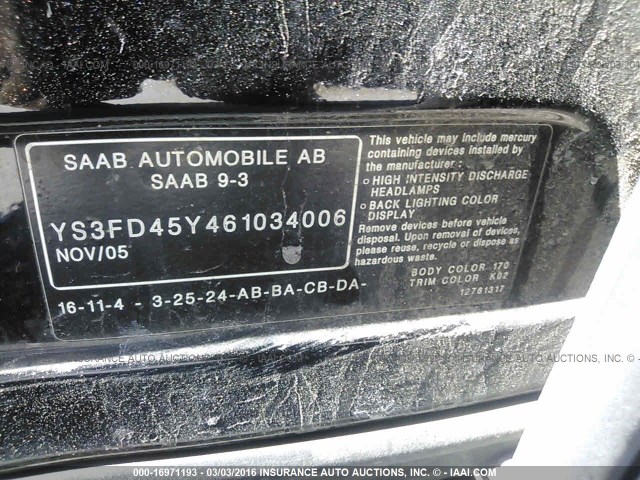 SAAB AUTOMOBILE AB
SAAB 9-3
YS3FD45Y461034006
NOV/05
16-11-4 - 3-25-24-AB-BA-CB-DA-
This vehicle may include mercury
containing devices installed by
the manufacturer :
o HIGH INTENSITY DISCHARGE
HEADLAMPS
o BACK LIGHTING COLOR
DISPLAY
Remove devices before vehicle
disposal. Upon removal of devices,
please reuse, recycle or dispose as
hazardous waste.
BODY COLOR 170
TRIM COLOR K02
12781317
000-16971193 - 03/03/2016 INSURANCE AUTO AUCTIONS, INC. © - IAAI.COM